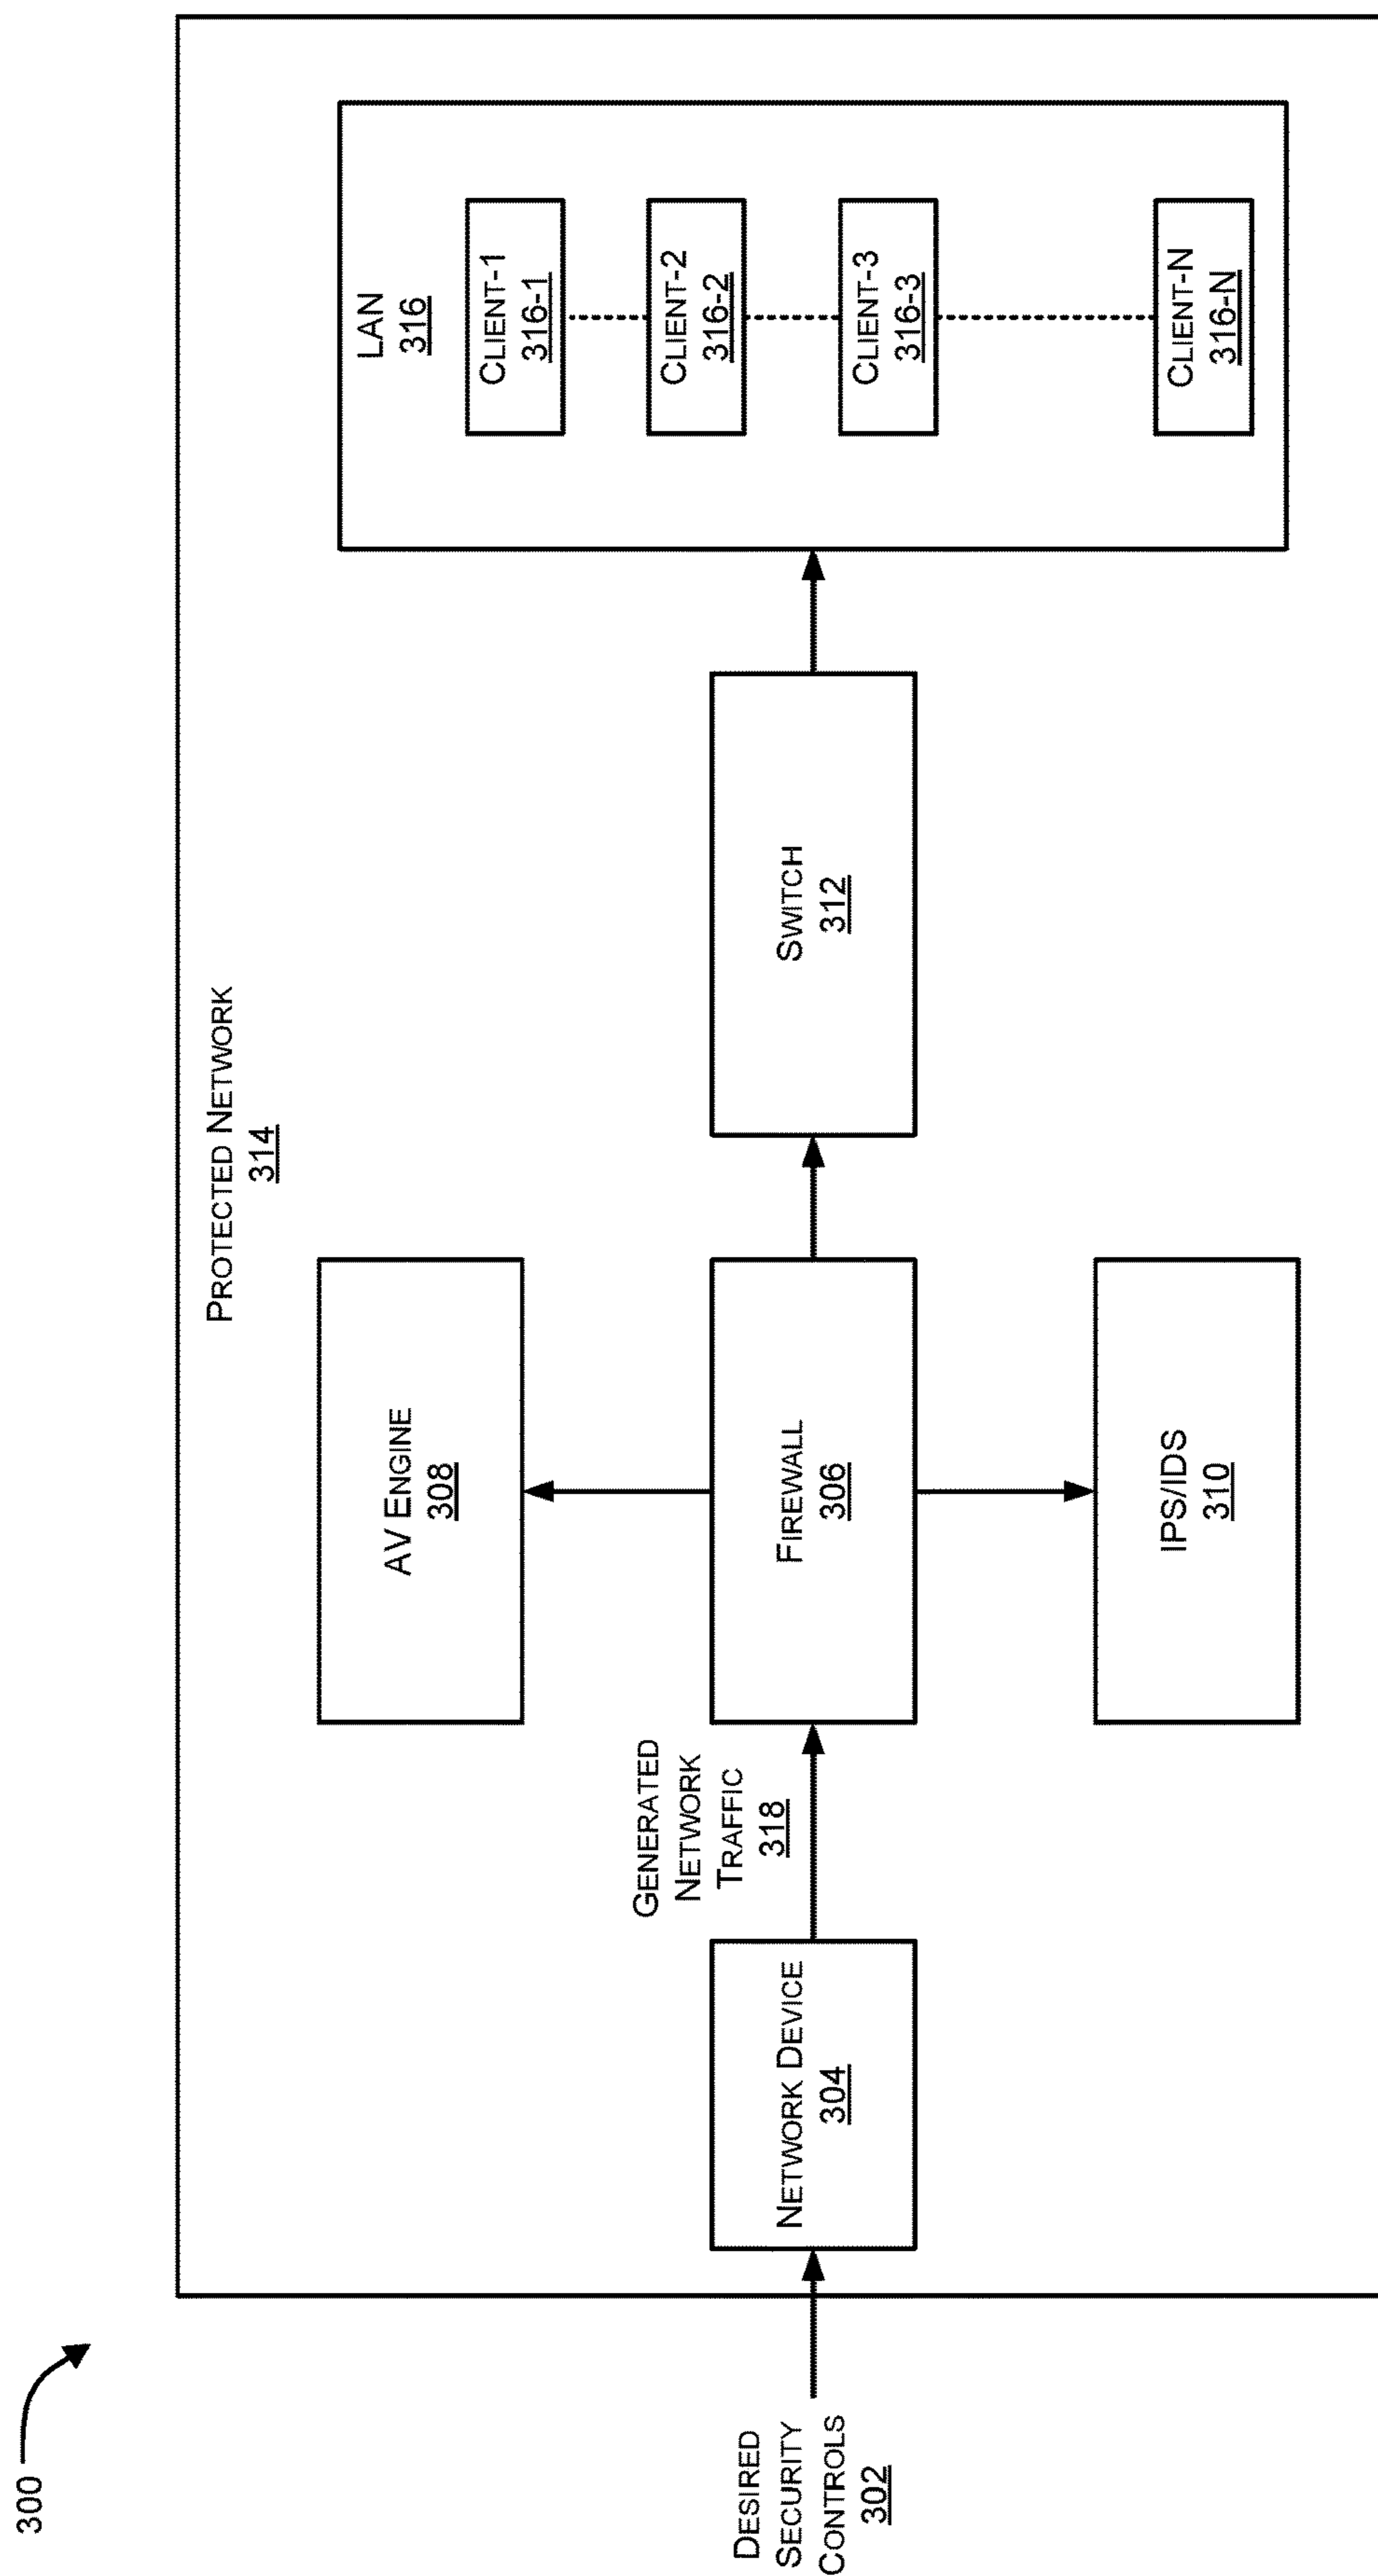 300
PROTECTED NETWORK
314
DESIRED
SECURITY
CONTROLS
302
NETWORK DEVICE
304
GENERATED
NETWORK
TRAFFIC
318
AV ENGINE
308
FIREWALL
306
IPS/IDS
310
SWITCH
312
LAN
316
CLIENT-1
316-1
CLIENT-2
316-2
CLIENT-3
316-3
CLIENT-N
316-N